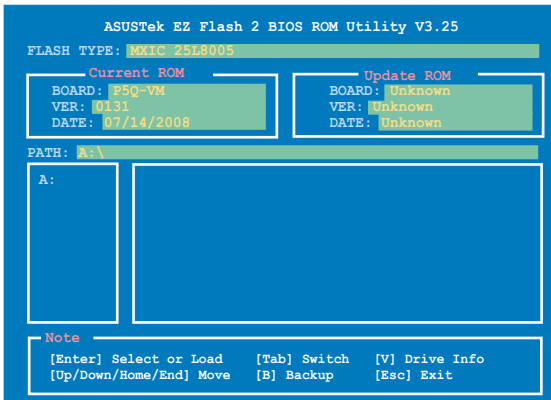 ASUSTek EZ Flash 2 BIOS ROM Utility V3.25
FLASH TYPE: MXIC 25L8005
Current ROM
BOARD: P5Q-VM
VER: 0131
DATE: 07/14/2008
Update ROM
BOARD: Unknown
VER: Unknown
DATE: Unknown
PATH: A:\
A:
Note
[Enter] Select or Load [Tab] Switch [V] Drive Info
[Up/Down/Home/End] Move [B] Backup [Esc] Exit